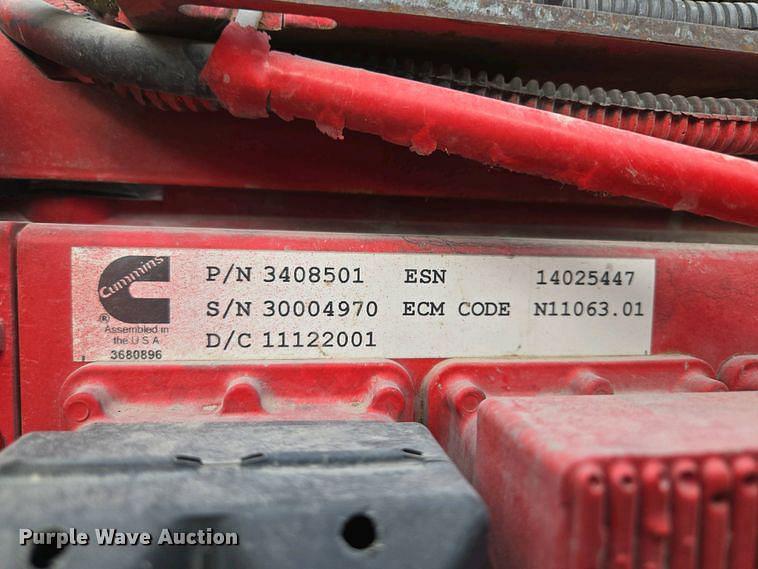 Cummins
®
Assembled in
the U S A
3680896
P/N 3408501 ESN 14025447
S/N 30004970 ECM CODE N11063.01
D/C 11122001
Purple Wave Auction